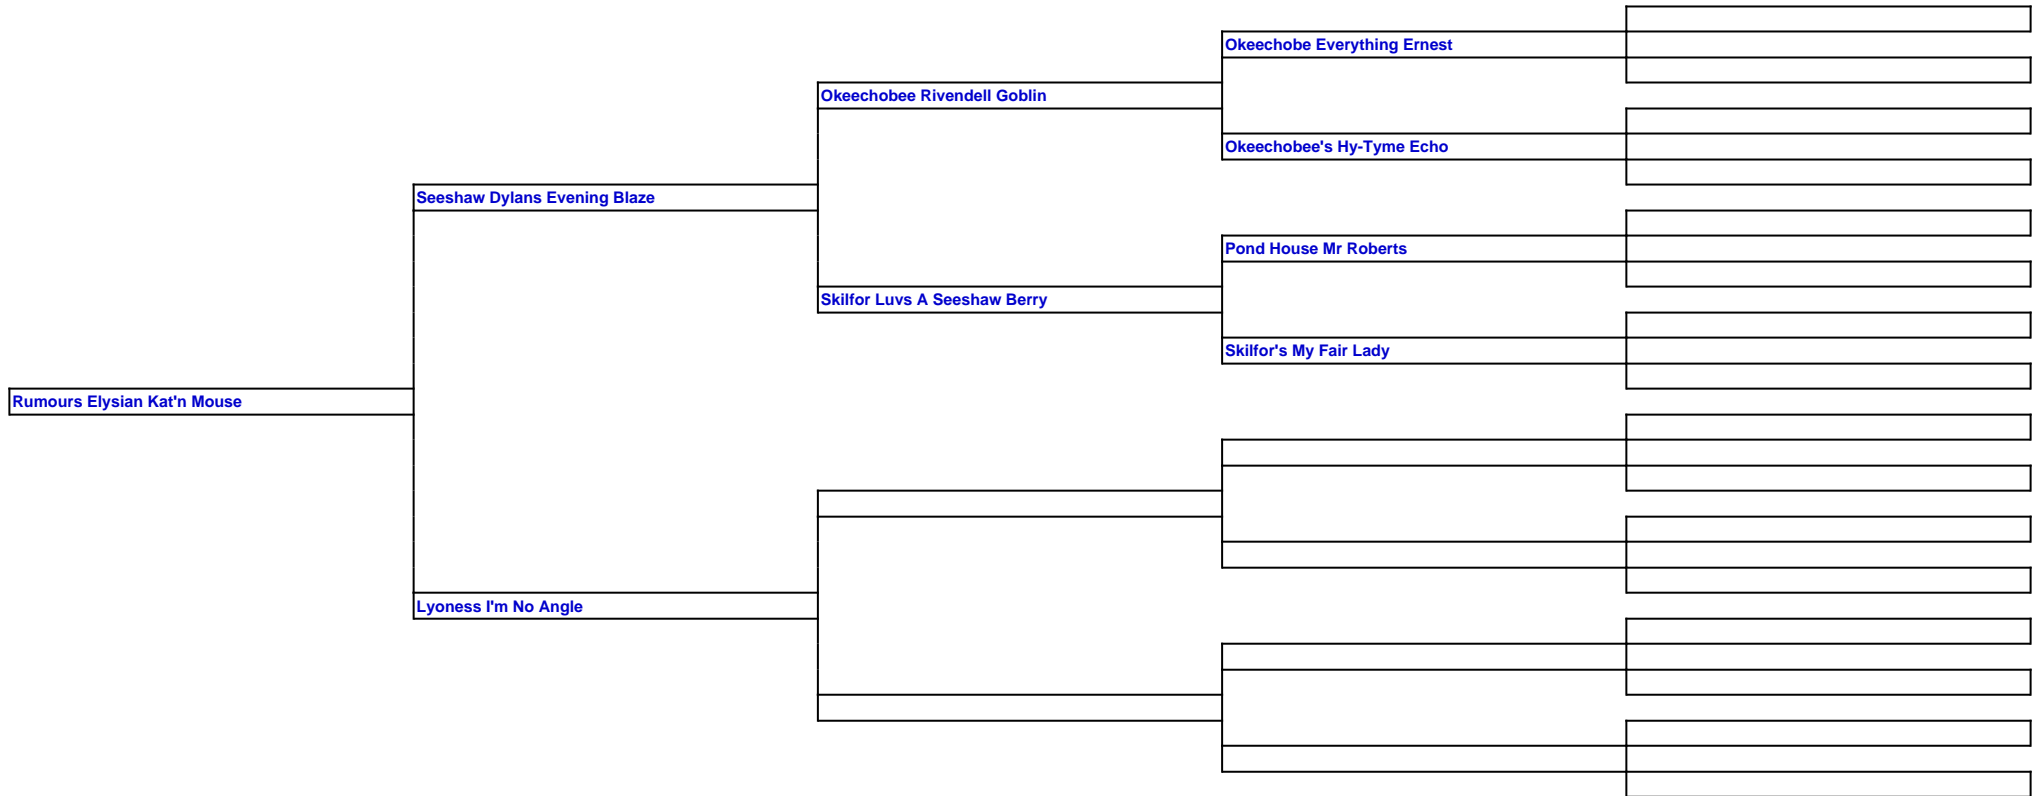 Okeechobe Everything Ernest
Okeechobee Rivendell Goblin
Okeechobee's Hy-Tyme Echo
Seeshaw Dylans Evening Blaze
Pond House Mr Roberts
Skilfor Luvs A Seeshaw Berry
Skilfor's My Fair Lady
Rumours Elysian Kat'n Mouse
Lyoness I'm No Angle